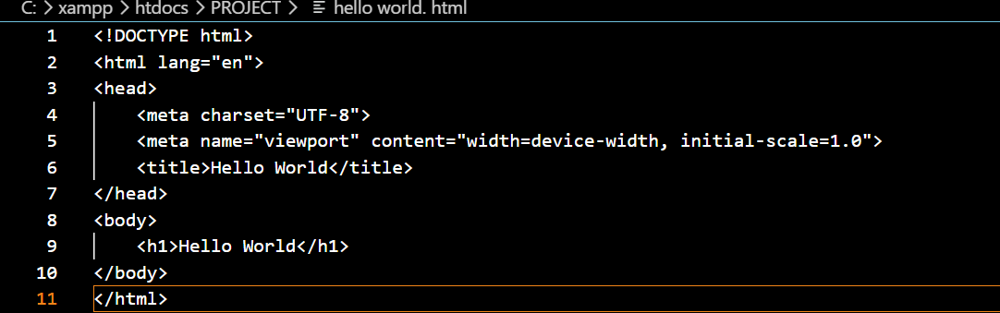 C: > xampp > htdocs > PROJECT > hello world. html
1 <!DOCTYPE html>
2 <html lang="en">
3 <head>
4     <meta charset="UTF-8">
5     <meta name="viewport" content="width=device-width, initial-scale=1.0">
6     <title>Hello World</title>
7 </head>
8 <body>
9     <h1>Hello World</h1>
10 </body>
11 </html>